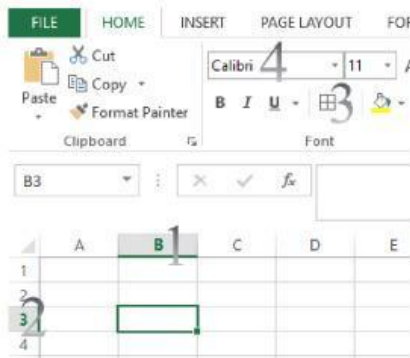 FILE HOME INSERT PAGE LAYOUT FOR
Cut
Calibri 4 11 A
Copy
Paste
B I U 3
Format Painter
Clipboard Font
B3 fx
1
A B C D E
1
2
2
3
4